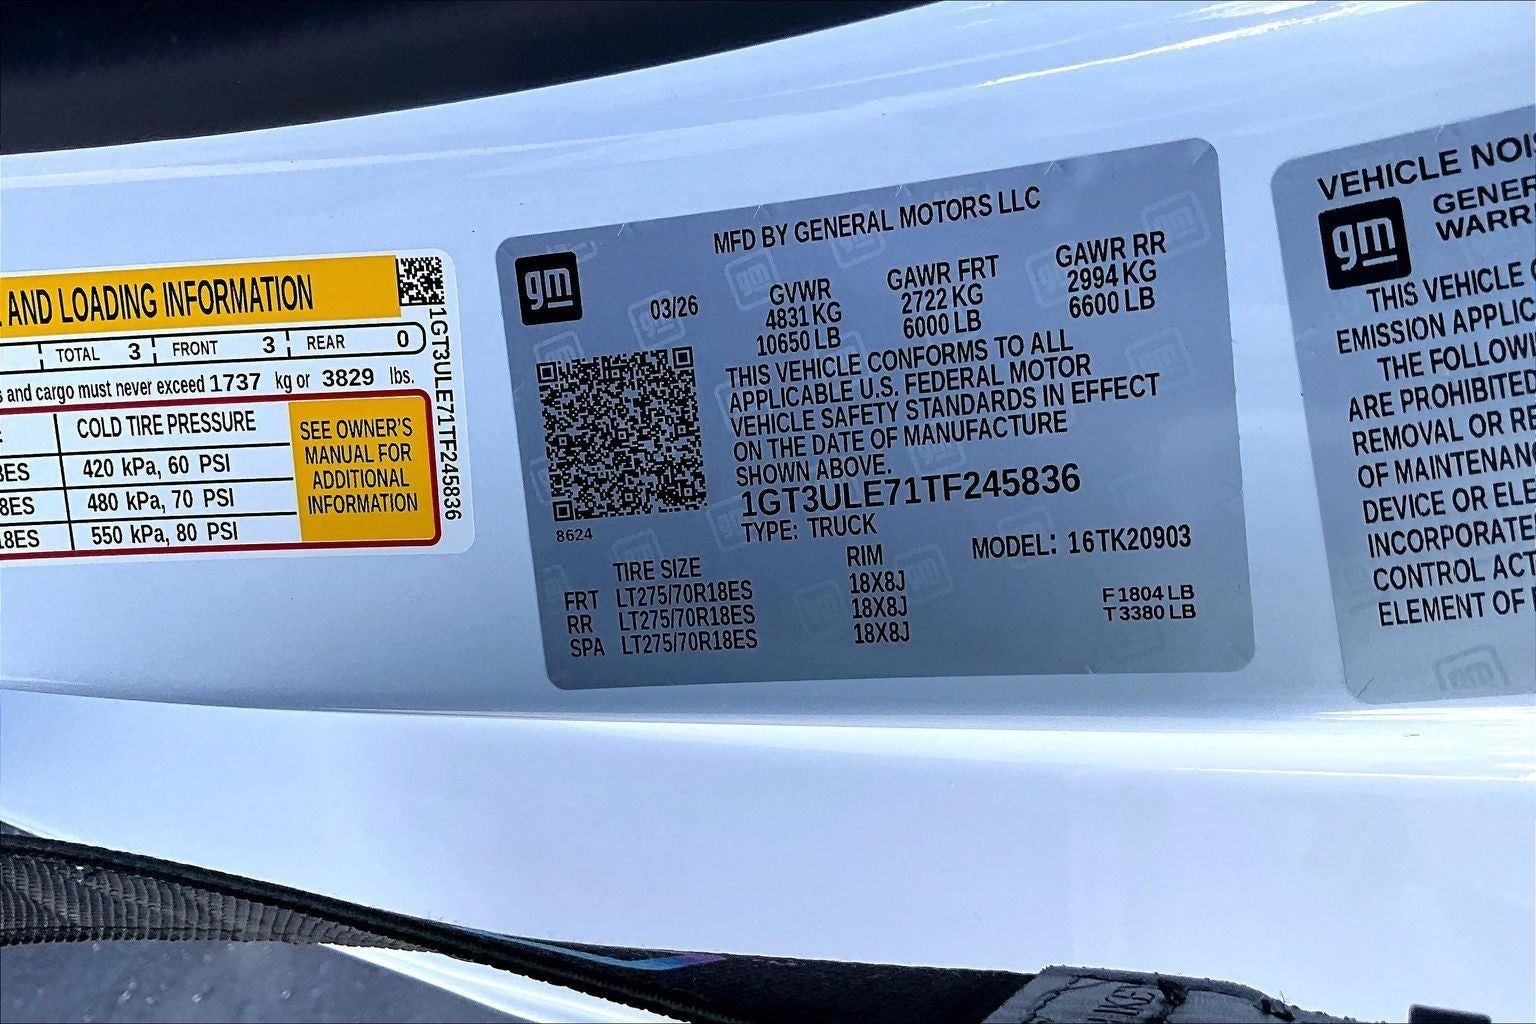 AND LOADING INFORMATION
TOTAL 3 FRONT 3 REAR 0
and cargo must never exceed 1737 kg or 3829 lbs.
COLD TIRE PRESSURE
420 kPa, 60 PSI
480 kPa, 70 PSI
18ES 550 kPa, 80 PSI
SEE OWNER'S
MANUAL FOR
ADDITIONAL
INFORMATION
1GT3ULE71TF245836
gm
MFD BY GENERAL MOTORS LLC
03/26
GVWR
4831 KG
10650 LB
GAWR FRT
2722 KG
6000 LB
GAWR RR
2994 KG
6600 LB
THIS VEHICLE CONFORMS TO ALL
APPLICABLE U.S. FEDERAL MOTOR
VEHICLE SAFETY STANDARDS IN EFFECT
ON THE DATE OF MANUFACTURE
SHOWN ABOVE.
1GT3ULE71TF245836
TYPE: TRUCK
8624
MODEL: 16TK20903
TIRE SIZE RIM
FRT LT275/70R18ES 18X8J
RR LT275/70R18ES 18X8J
SPA LT275/70R18ES 18X8J
F 1804 LB
T 3380 LB
VEHICLE NOI
gm
GENER
WARR
THIS VEHICLE
EMISSION APPLIC
THE FOLLOWI
ARE PROHIBITED
REMOVAL OR RE
OF MAINTENAN
DEVICE OR ELE
INCORPORATE
CONTROL ACT
ELEMENT OF